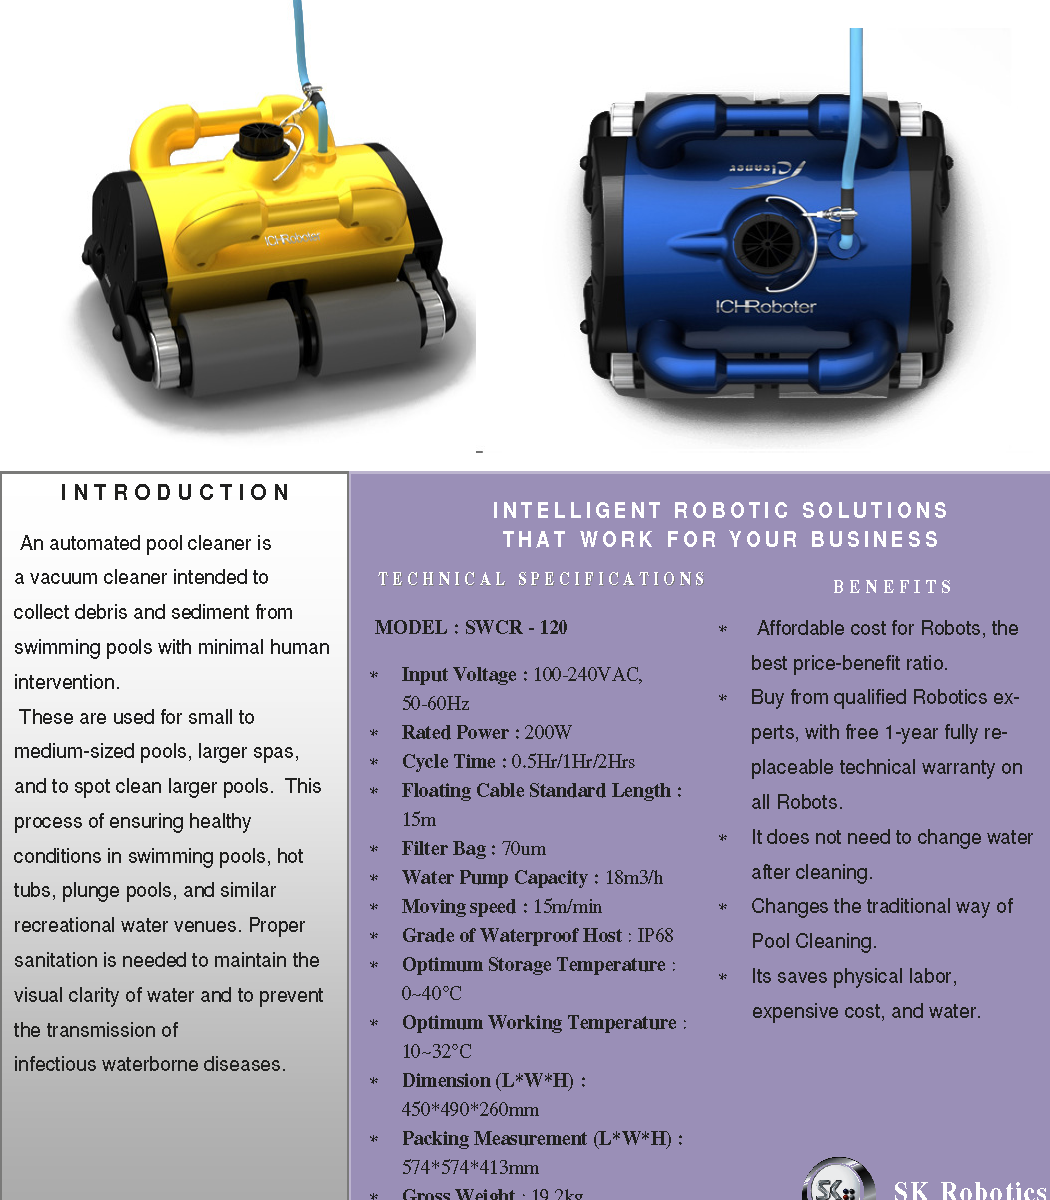 ICHRoboter
iCleaner
ICHRoboter
INTRODUCTION
An automated pool cleaner is
a vacuum cleaner intended to
collect debris and sediment from
swimming pools with minimal human
intervention.
These are used for small to
medium-sized pools, larger spas,
and to spot clean larger pools. This
process of ensuring healthy
conditions in swimming pools, hot
tubs, plunge pools, and similar
recreational water venues. Proper
sanitation is needed to maintain the
visual clarity of water and to prevent
the transmission of
infectious waterborne diseases.
INTELLIGENT ROBOTIC SOLUTIONS
THAT WORK FOR YOUR BUSINESS
TECHNICAL SPECIFICATIONS
MODEL : SWCR - 120
* Input Voltage : 100-240VAC,
50-60Hz
* Rated Power : 200W
* Cycle Time : 0.5Hr/1Hr/2Hrs
* Floating Cable Standard Length :
15m
* Filter Bag : 70um
* Water Pump Capacity : 18m3/h
* Moving speed : 15m/min
* Grade of Waterproof Host : IP68
* Optimum Storage Temperature :
0~40°C
* Optimum Working Temperature :
10~32°C
* Dimension (L*W*H) :
450*490*260mm
* Packing Measurement (L*W*H) :
574*574*413mm
* Gross Weight : 19.2kg
BENEFITS
* Affordable cost for Robots, the
best price-benefit ratio.
* Buy from qualified Robotics ex-
perts, with free 1-year fully re-
placeable technical warranty on
all Robots.
* It does not need to change water
after cleaning.
* Changes the traditional way of
Pool Cleaning.
* Its saves physical labor,
expensive cost, and water.
SK
SK Robotics